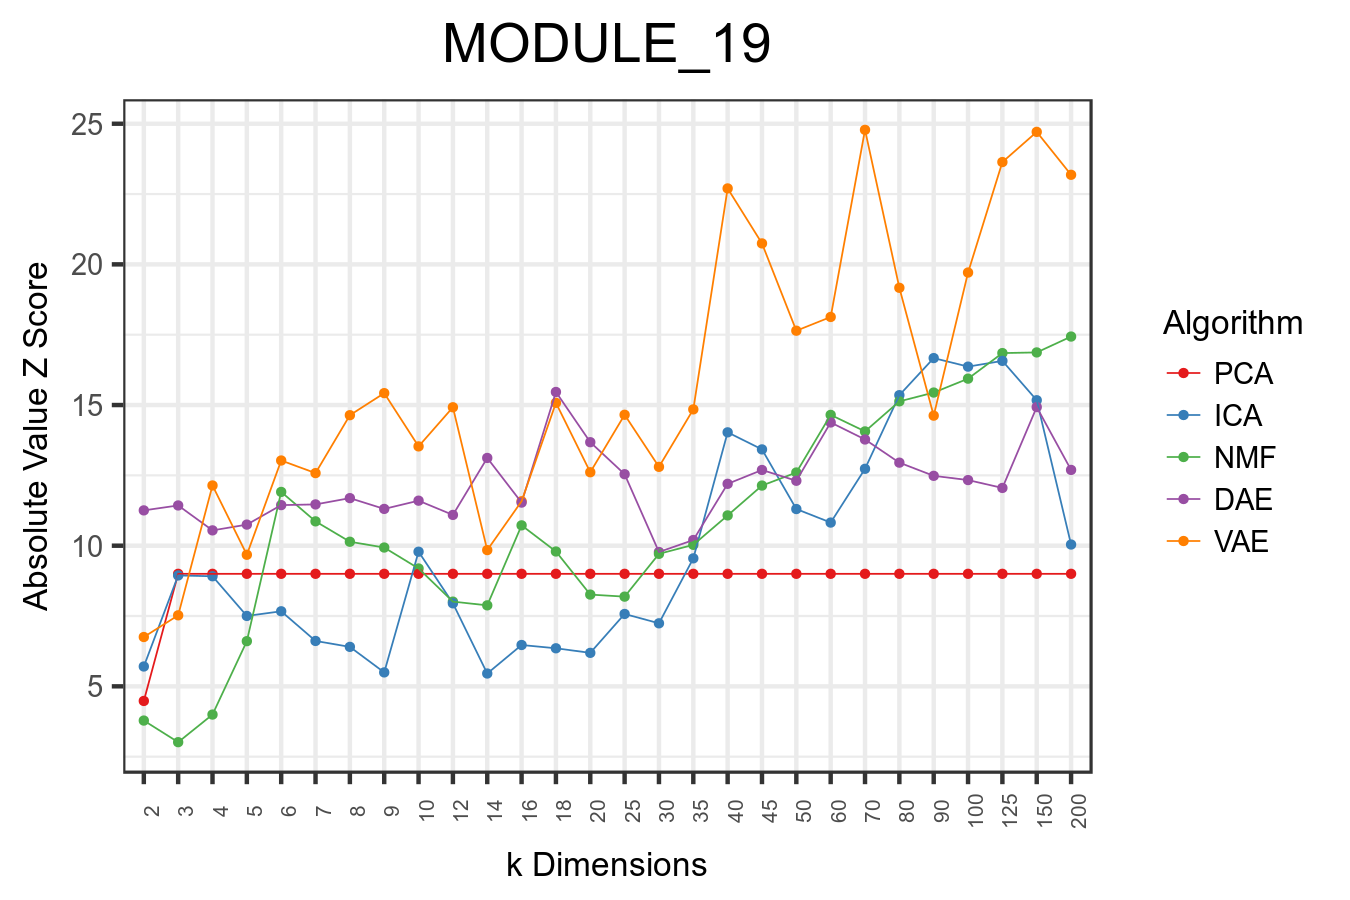 MODULE_19
Absolute Value Z Score
25
20
15
10
5
2 3 4 5 6 7 8 9 10 12 14 16 18 20 25 30 35 40 45 50 60 70 80 90 100 125 150 200
k Dimensions
Algorithm
PCA
ICA
NMF
DAE
VAE